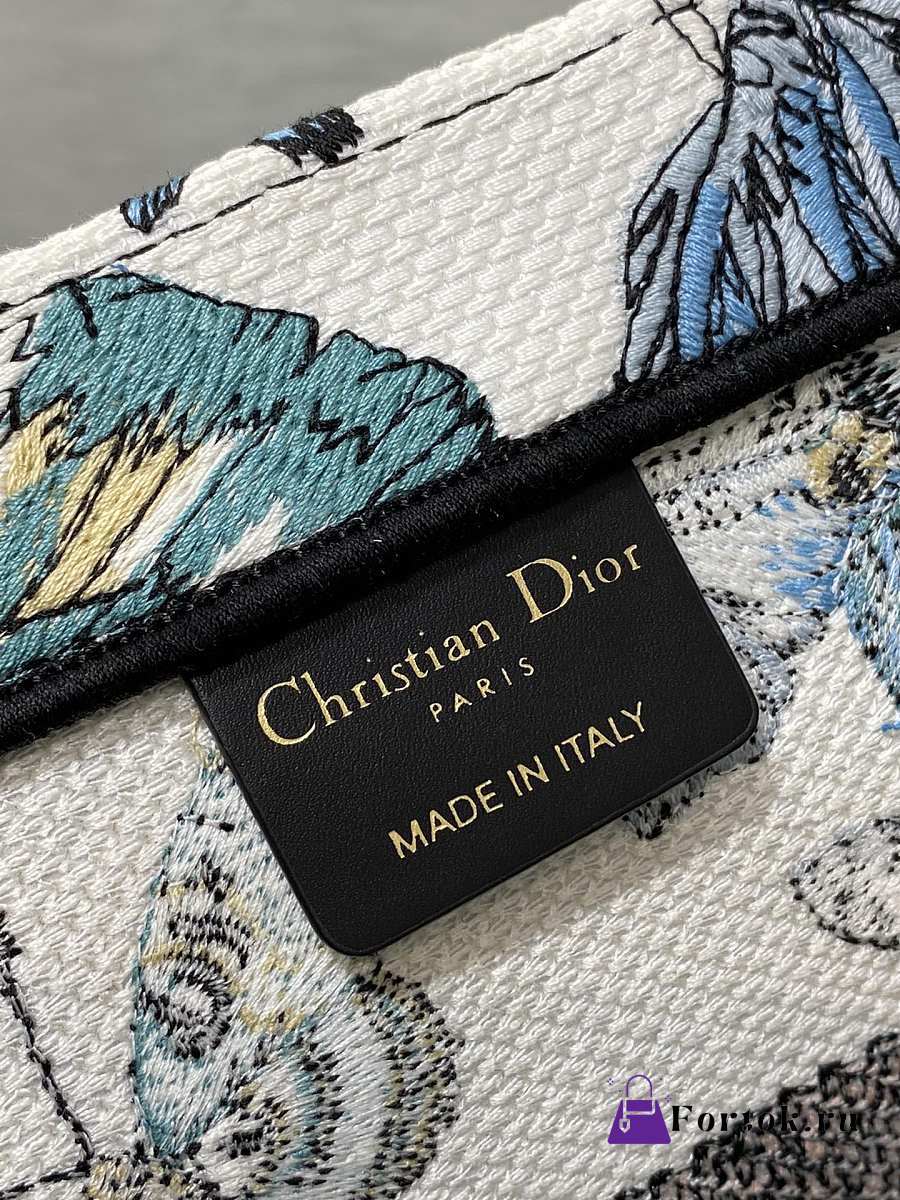 Christian Dior
PARIS
MADE IN ITALY
Fortok.ru